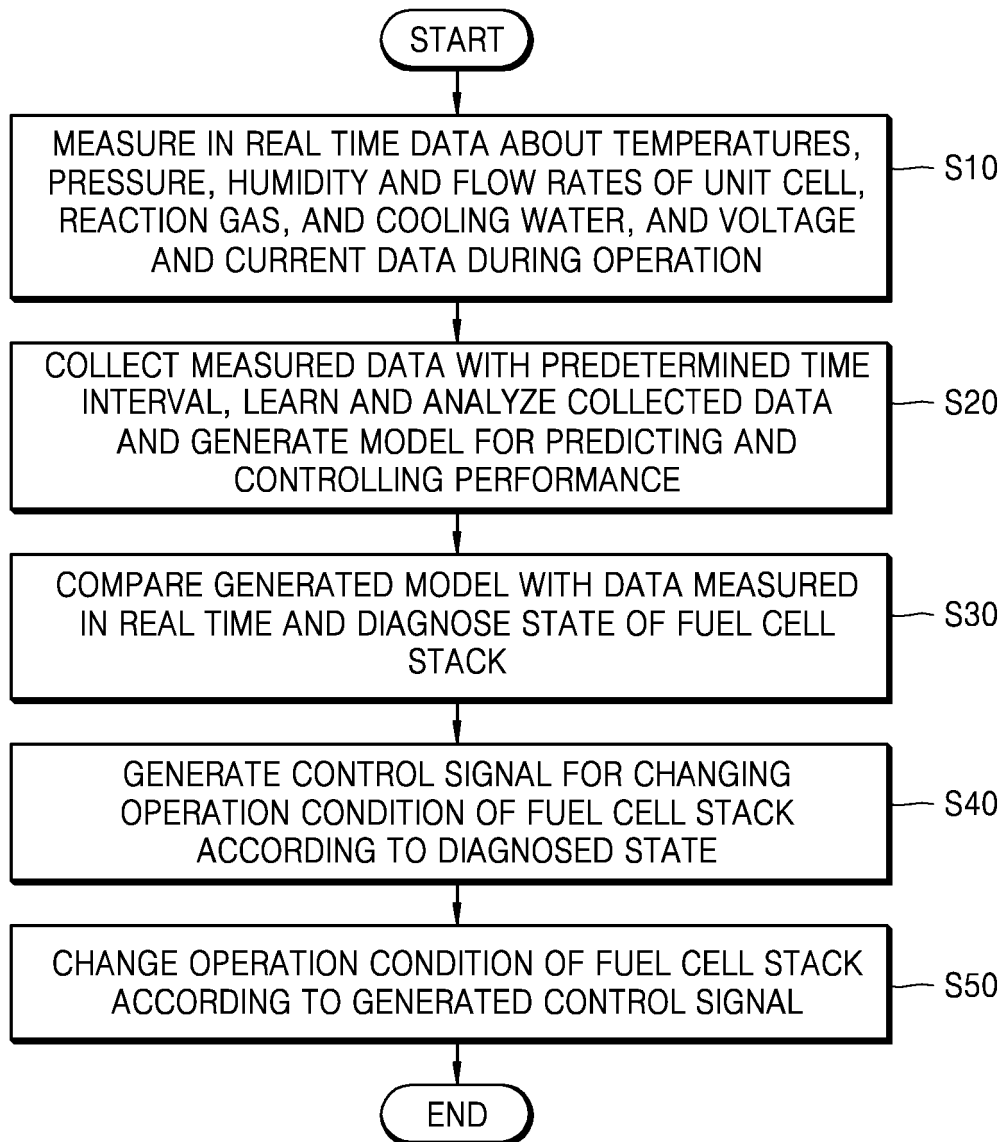 START
MEASURE IN REAL TIME DATA ABOUT TEMPERATURES,
PRESSURE, HUMIDITY AND FLOW RATES OF UNIT CELL,
REACTION GAS, AND COOLING WATER, AND VOLTAGE
AND CURRENT DATA DURING OPERATION
S10
COLLECT MEASURED DATA WITH PREDETERMINED TIME
INTERVAL, LEARN AND ANALYZE COLLECTED DATA
AND GENERATE MODEL FOR PREDICTING AND
CONTROLLING PERFORMANCE
S20
COMPARE GENERATED MODEL WITH DATA MEASURED
IN REAL TIME AND DIAGNOSE STATE OF FUEL CELL
STACK
S30
GENERATE CONTROL SIGNAL FOR CHANGING
OPERATION CONDITION OF FUEL CELL STACK
ACCORDING TO DIAGNOSED STATE
S40
CHANGE OPERATION CONDITION OF FUEL CELL STACK
ACCORDING TO GENERATED CONTROL SIGNAL
S50
END